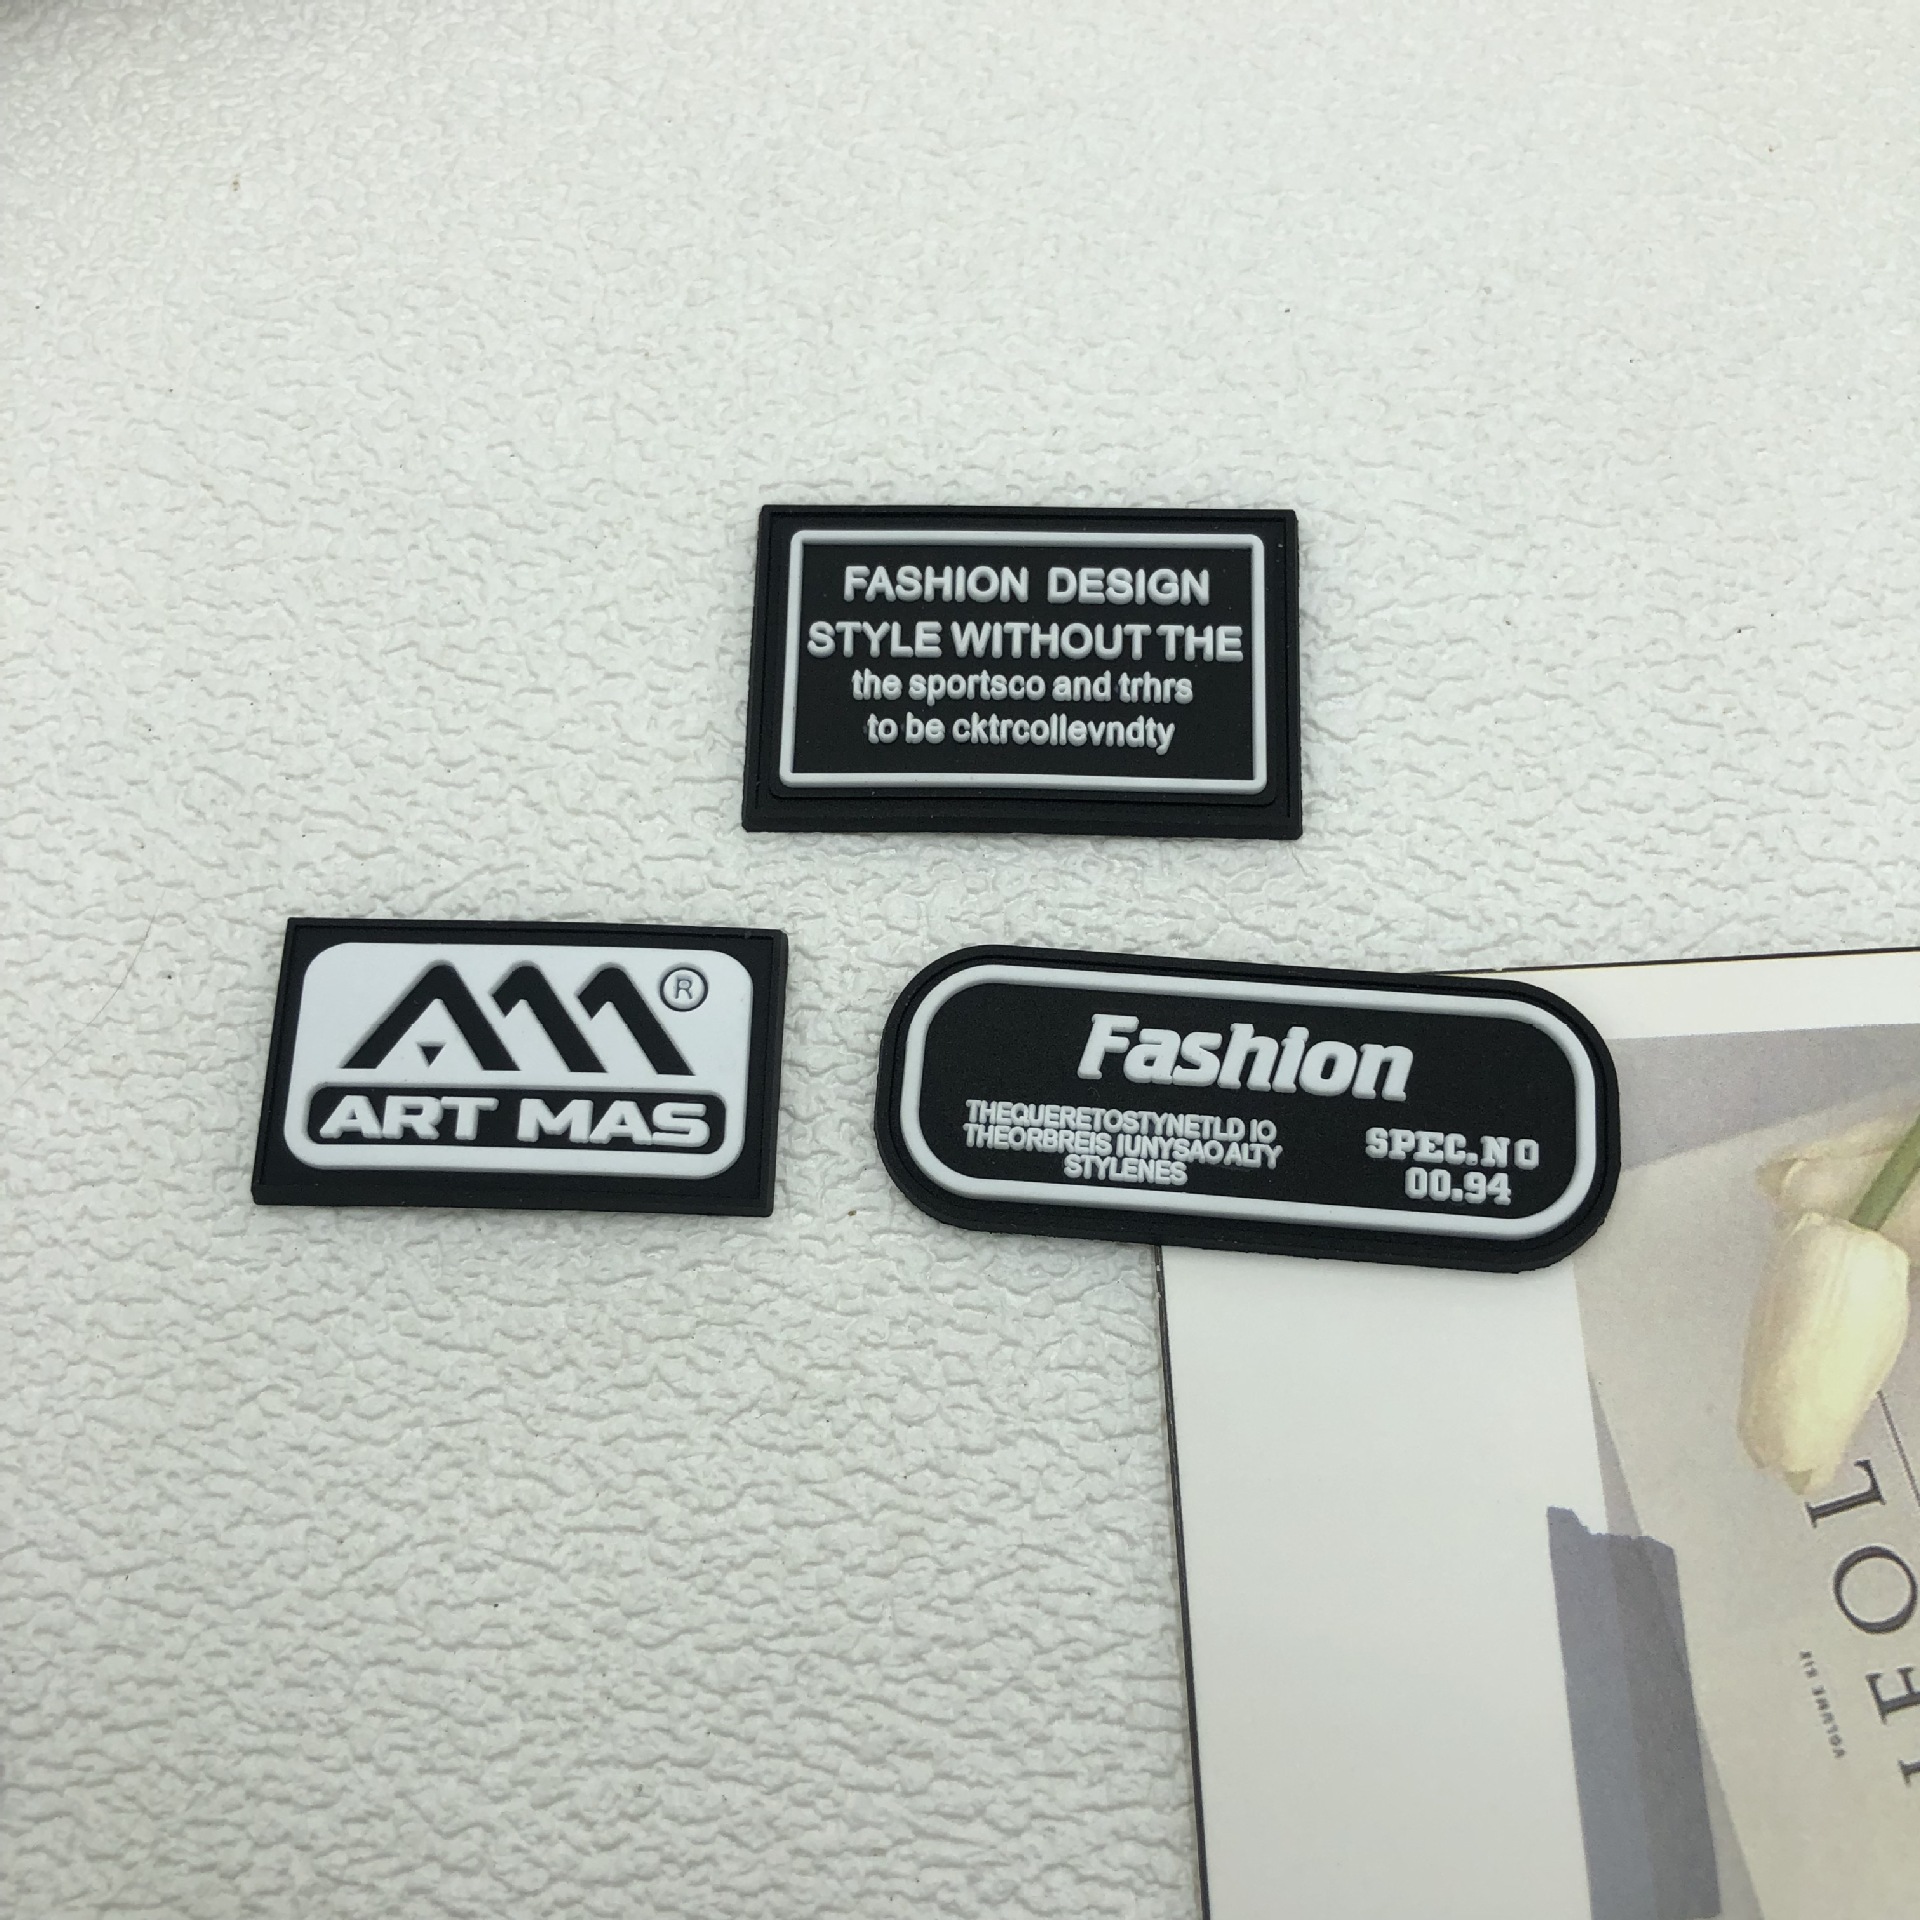 FASHION DESIGN
STYLE WITHOUT THE
the sportsco and trhrs
to be cktrcollevndty
®
ART MAS
Fashion
THEQUERETOSTYNETLD IO
THEORBREIS IUNYSAO ALTY
STYLENES
SPEC.NO
00.94
VOLUME